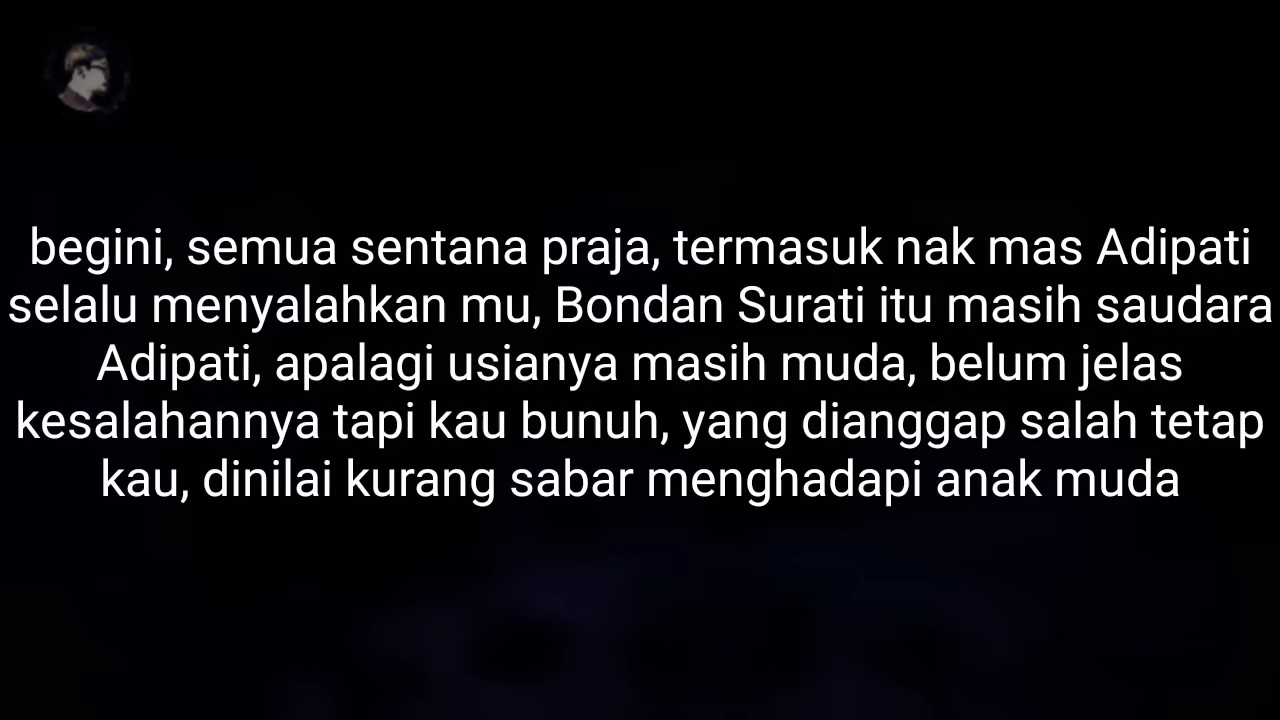 begini, semua sentana praja, termasuk nak mas Adipati
selalu menyalahkan mu, Bondan Surati itu masih saudara
Adipati, apalagi usianya masih muda, belum jelas
kesalahannya tapi kau bunuh, yang dianggap salah tetap
kau, dinilai kurang sabar menghadapi anak muda